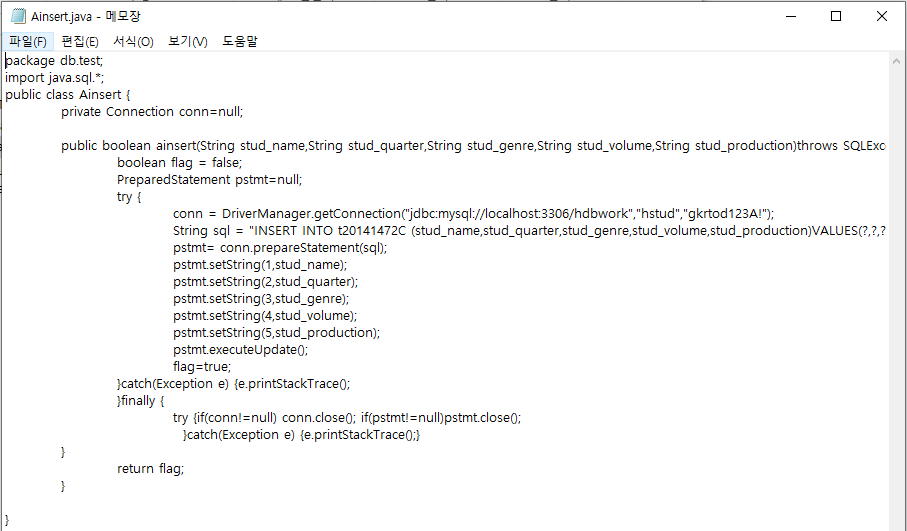 Ainsert.java - 메모장
파일(F) 편집(E) 서식(O) 보기(V) 도움말
package db.test;
import java.sql.*;
public class Ainsert {
private Connection conn=null;
public boolean ainsert(String stud_name,String stud_quarter,String stud_genre,String stud_volume,String stud_production)throws SQLExc
boolean flag = false;
PreparedStatement pstmt=null;
try {
conn = DriverManager.getConnection("jdbc:mysql://localhost:3306/hdbwork","hstud","gkrtod123A!");
String sql = "INSERT INTO t20141472C (stud_name,stud_quarter,stud_genre,stud_volume,stud_production)VALUES(?,?,?
pstmt= conn.prepareStatement(sql);
pstmt.setString(1,stud_name);
pstmt.setString(2,stud_quarter);
pstmt.setString(3,stud_genre);
pstmt.setString(4,stud_volume);
pstmt.setString(5,stud_production);
pstmt.executeUpdate();
flag=true;
}catch(Exception e) {e.printStackTrace();
}finally {
try {if(conn!=null) conn.close(); if(pstmt!=null)pstmt.close();
}catch(Exception e) {e.printStackTrace();}
}
return flag;
}
}